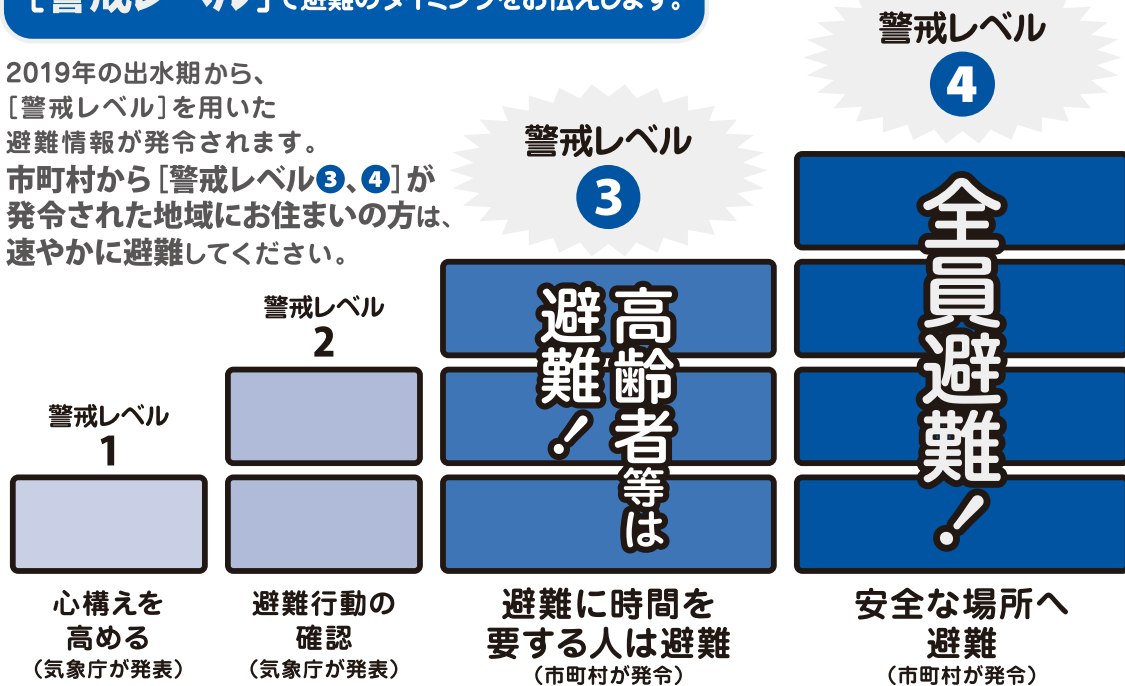 [警戒レベル]で避難のタイミングをお伝えします。
2019年の出水期から、
[警戒レベル]を用いた
避難情報が発令されます。
市町村から[警戒レベル3、4]が
発令された地域にお住まいの方は、
速やかに避難してください。
警戒レベル
1
心構えを
高める
(気象庁が発表)
警戒レベル
2
避難行動の
確認
(気象庁が発表)
警戒レベル
3
高齢者等は
避難!
避難に時間を
要する人は避難
(市町村が発令)
警戒レベル
4
全員避難!
安全な場所へ
避難
(市町村が発令)